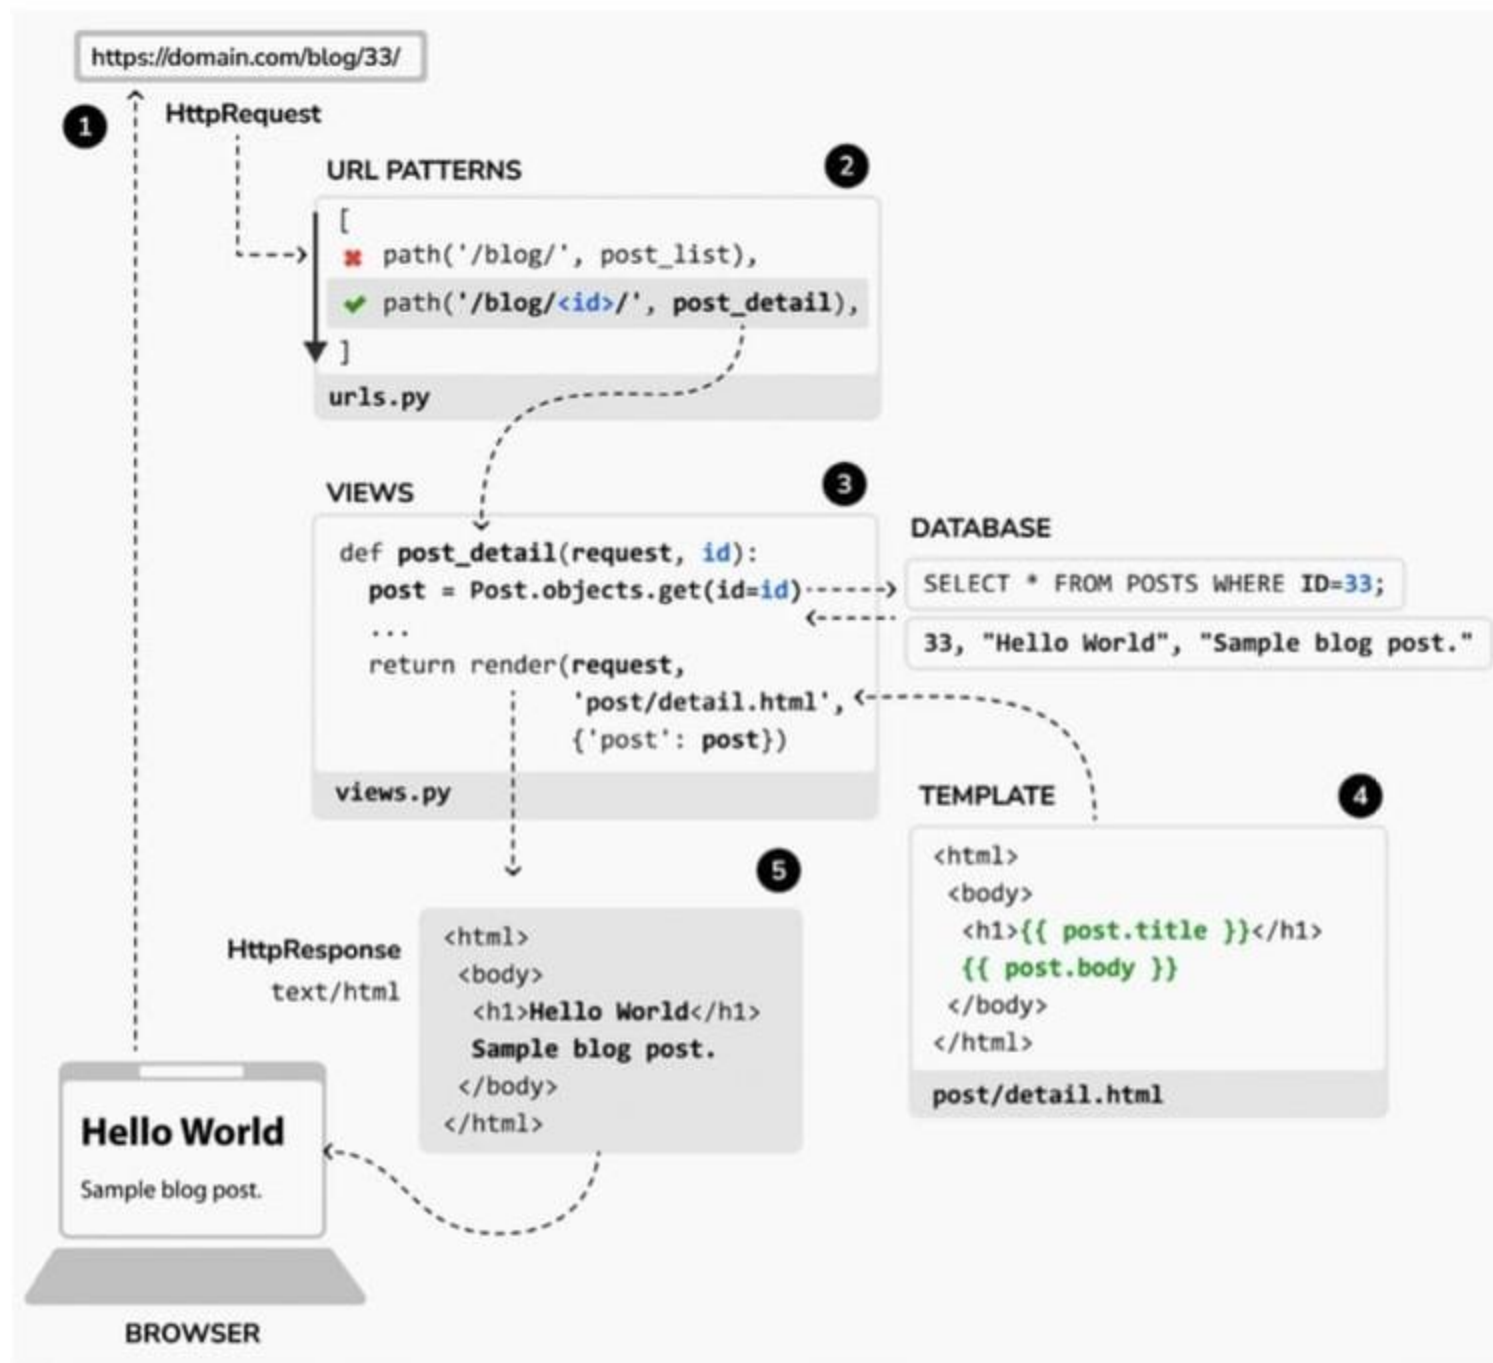 https://domain.com/blog/33/
1
HttpRequest
URL PATTERNS
2
[
path('/blog/', post_list),
path('/blog/<id>/', post_detail),
]
urls.py
VIEWS
3
def post_detail(request, id):
post = Post.objects.get(id=id)
...
return render(request,
'post/detail.html',
{'post': post})
views.py
DATABASE
SELECT * FROM POSTS WHERE ID=33;
33, "Hello World", "Sample blog post."
TEMPLATE
4
<html>
<body>
<h1>{{ post.title }}</h1>
{{ post.body }}
</body>
</html>
post/detail.html
5
HttpResponse
text/html
<html>
<body>
<h1>Hello World</h1>
Sample blog post.
</body>
</html>
Hello World
Sample blog post.
BROWSER